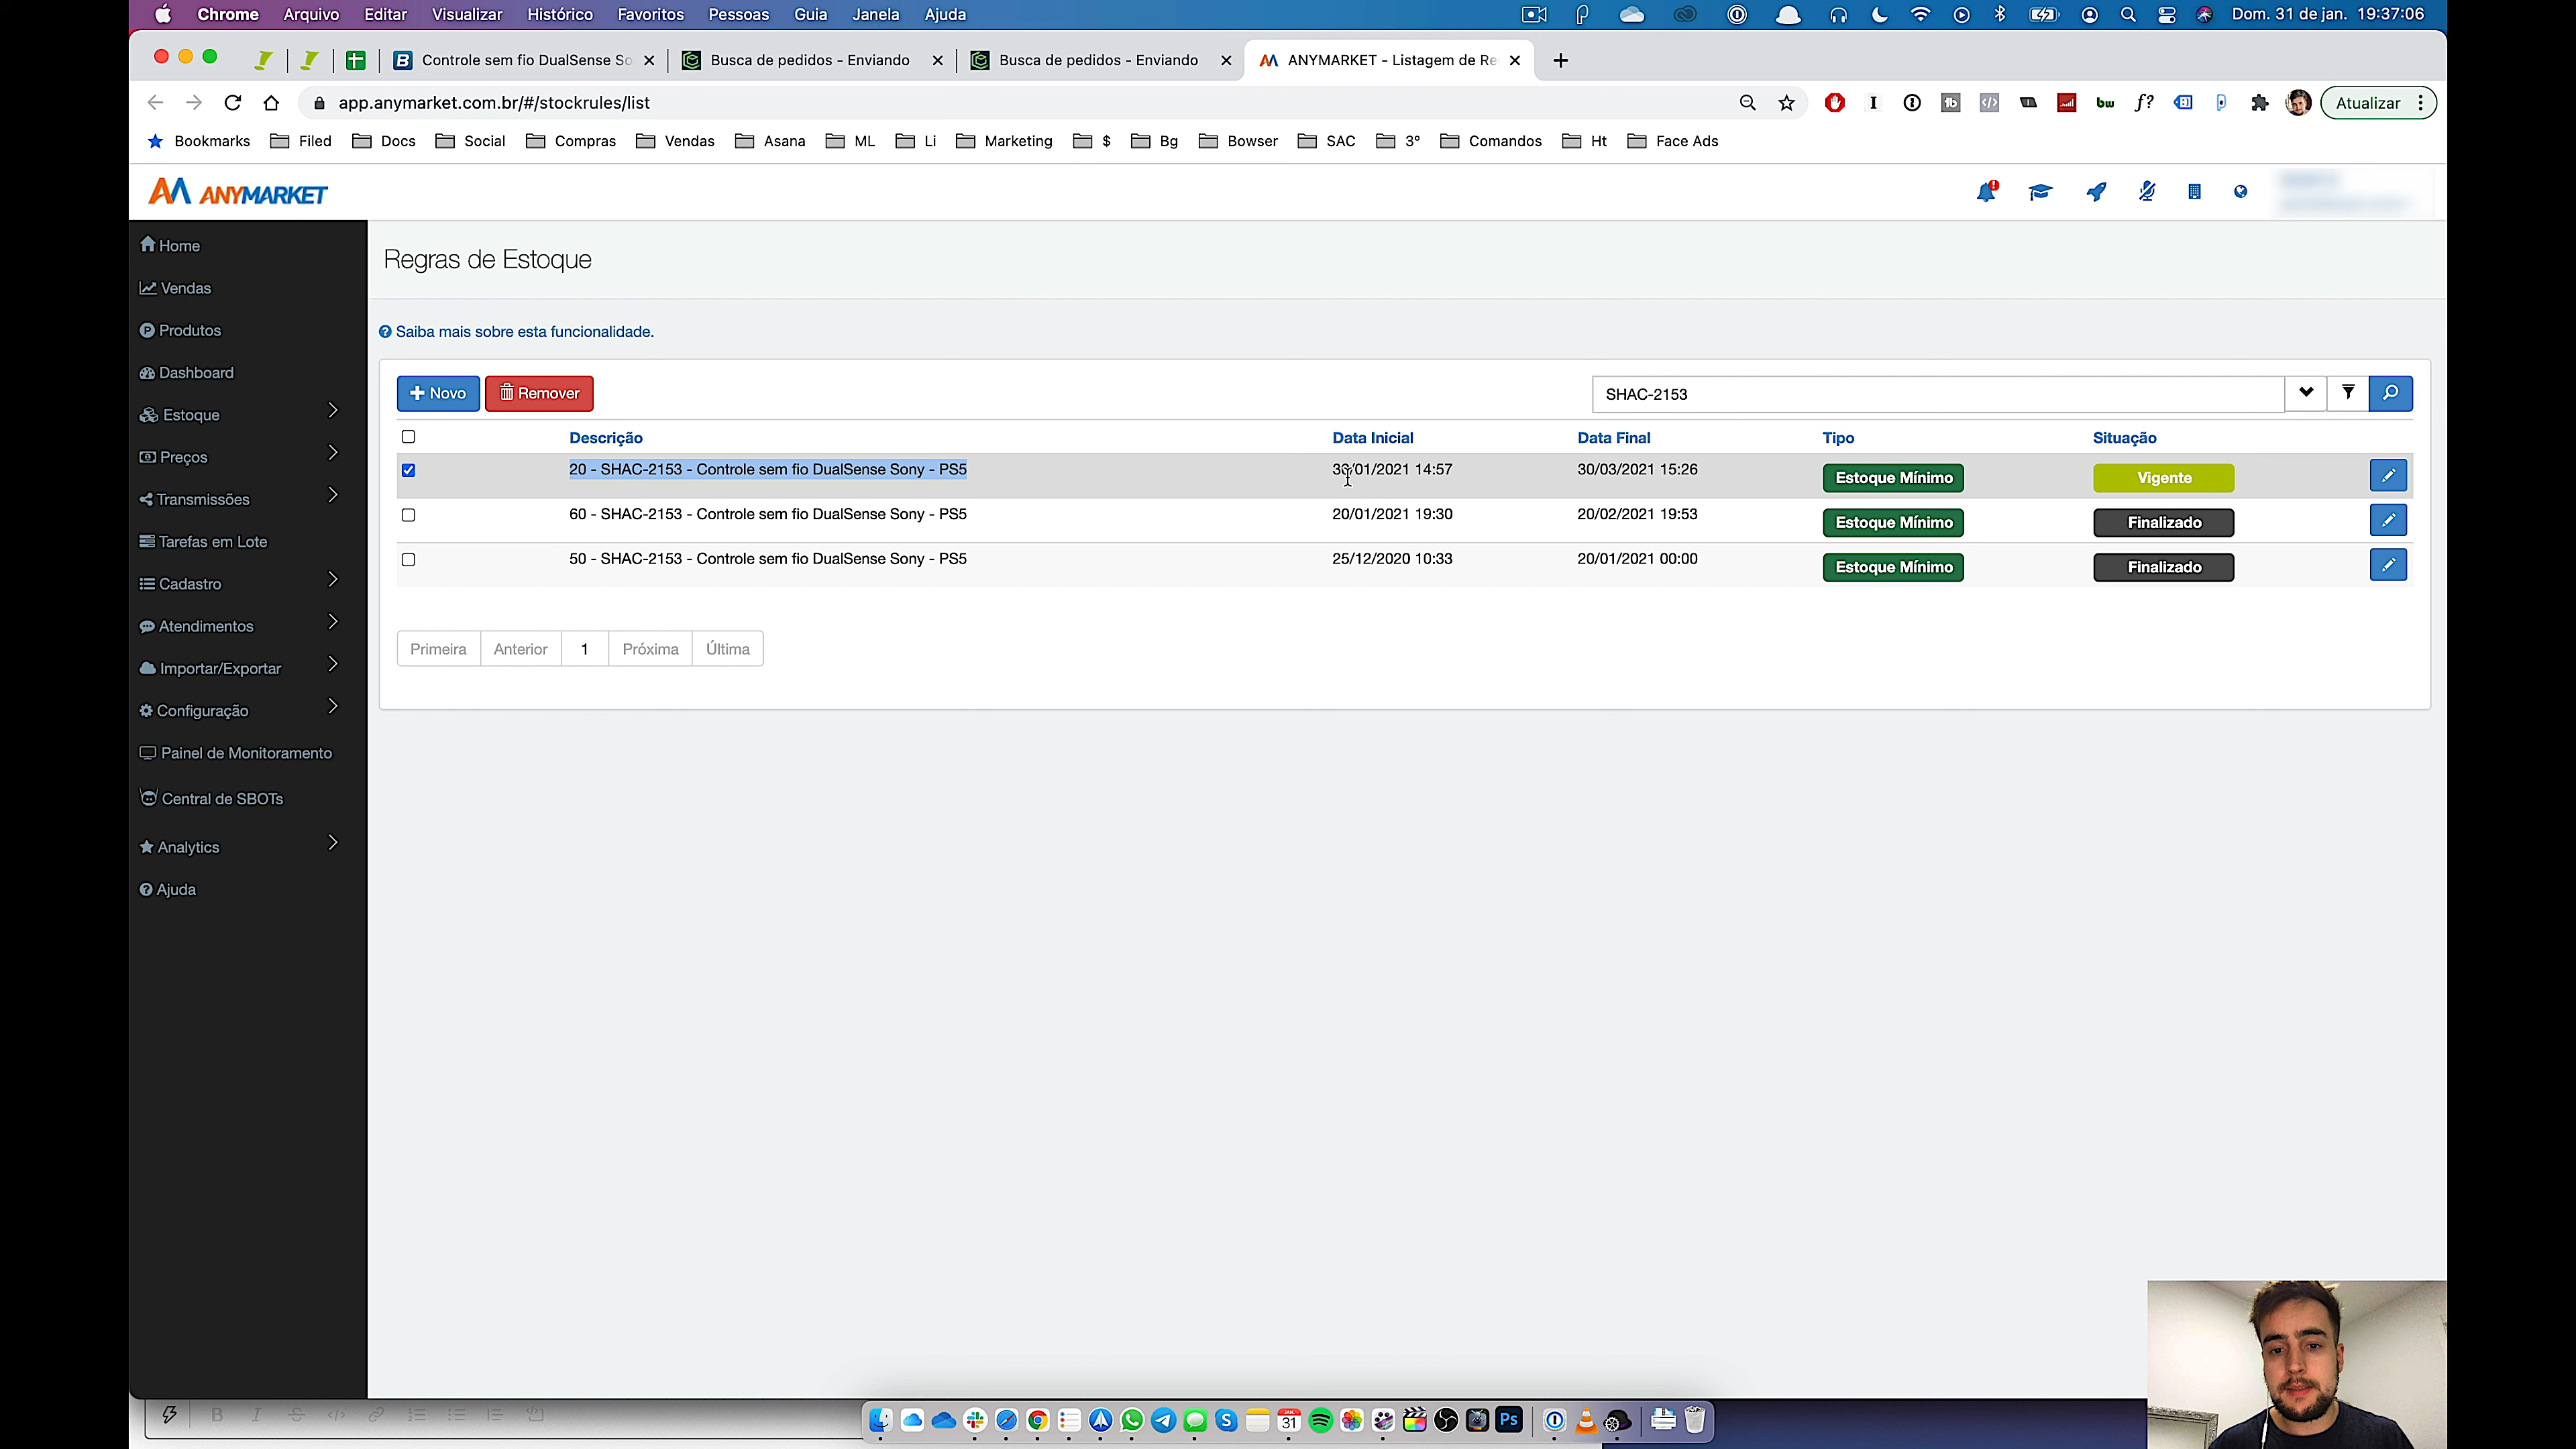 Chrome Arquivo Editar Visualizar Histórico Favoritos Pessoas Guia Janela Ajuda Dom. 31 de jan. 19:37:06
Controle sem fio DualSense So Busca de pedidos - Enviando Busca de pedidos - Enviando ANYMARKET - Listagem de Re
app.anymarket.com.br/#/stockrules/list Atualizar
Bookmarks Filed Docs Social Compras Vendas Asana ML Li Marketing $ Bg Bowser SAC 3º Comandos Ht Face Ads
ANYMARKET
Home
Vendas
Produtos
Dashboard
Estoque
Preços
Transmissões
Tarefas em Lote
Cadastro
Atendimentos
Importar/Exportar
Configuração
Painel de Monitoramento
Central de SBOTs
Analytics
Ajuda
Regras de Estoque
Saiba mais sobre esta funcionalidade.
Novo Remover SHAC-2153
Descrição Data Inicial Data Final Tipo Situação
20 - SHAC-2153 - Controle sem fio DualSense Sony - PS5 30/01/2021 14:57 30/03/2021 15:26 Estoque Mínimo Vigente
60 - SHAC-2153 - Controle sem fio DualSense Sony - PS5 20/01/2021 19:30 20/02/2021 19:53 Estoque Mínimo Finalizado
50 - SHAC-2153 - Controle sem fio DualSense Sony - PS5 25/12/2020 10:33 20/01/2021 00:00 Estoque Mínimo Finalizado
Primeira Anterior 1 Próxima Última